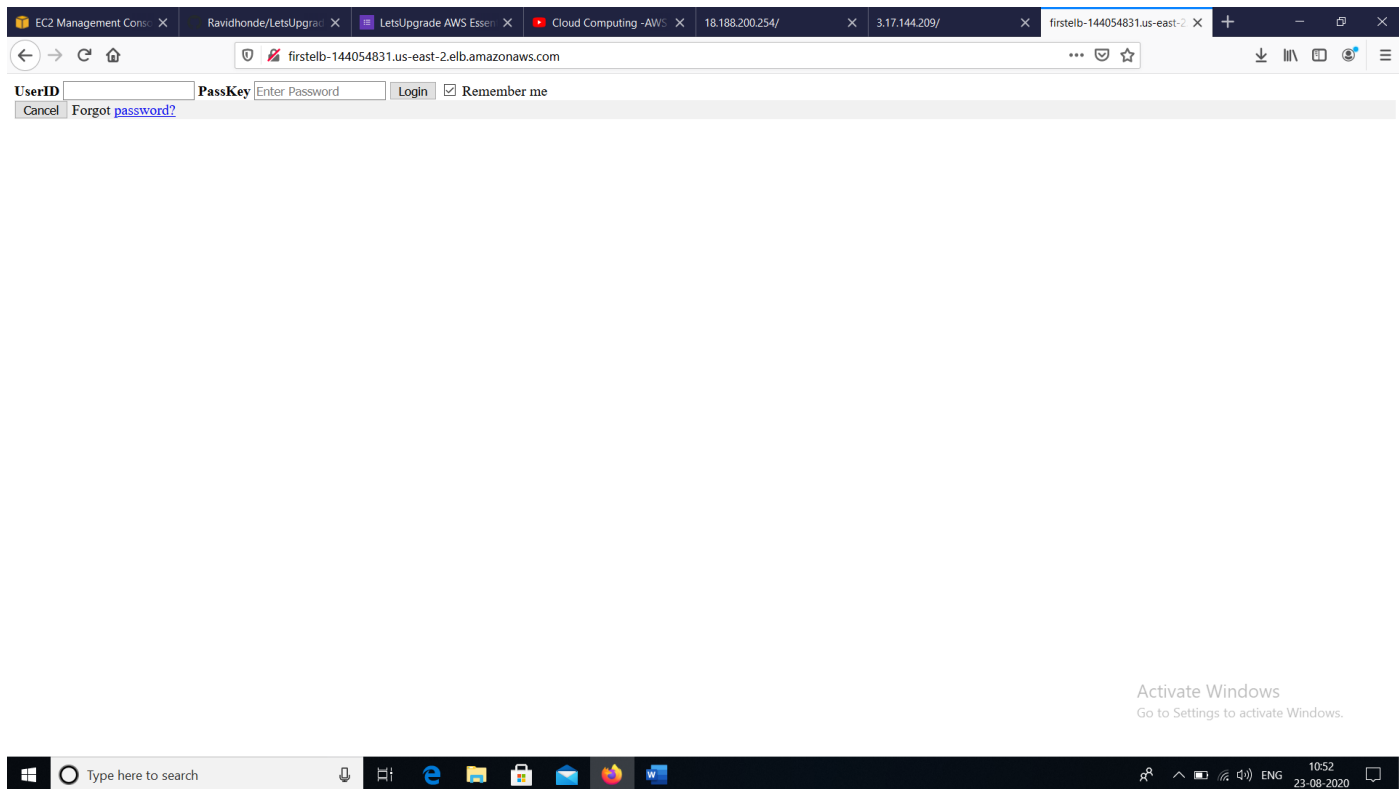 EC2 Management Conso
Ravidhonde/LetsUpgrad
LetsUpgrade AWS Essen
Cloud Computing -AWS
18.188.200.254/
3.17.144.209/
firstelb-144054831.us-east-2
firstelb-144054831.us-east-2.elb.amazonaws.com
UserID PassKey Enter Password Login Remember me
Cancel Forgot password?
Activate Windows
Go to Settings to activate Windows.
Type here to search
ENG
10:52
23-08-2020